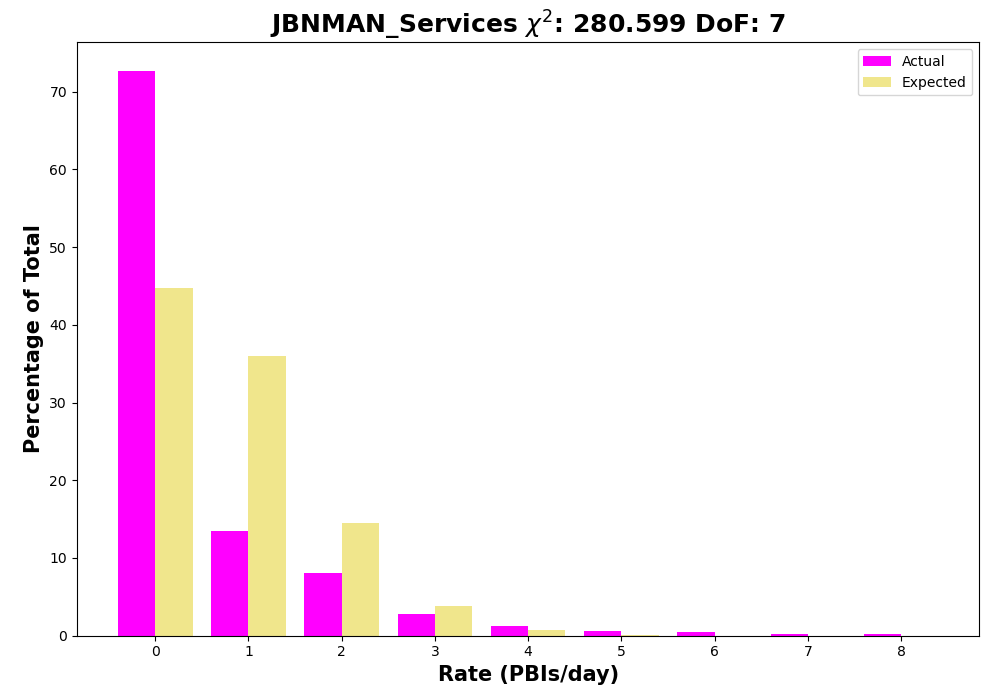 JBNMAN_Services χ²: 280.599 DoF: 7
Actual
Expected
Percentage of Total
70
60
50
40
30
20
10
0
0 1 2 3 4 5 6 7 8
Rate (PBIs/day)